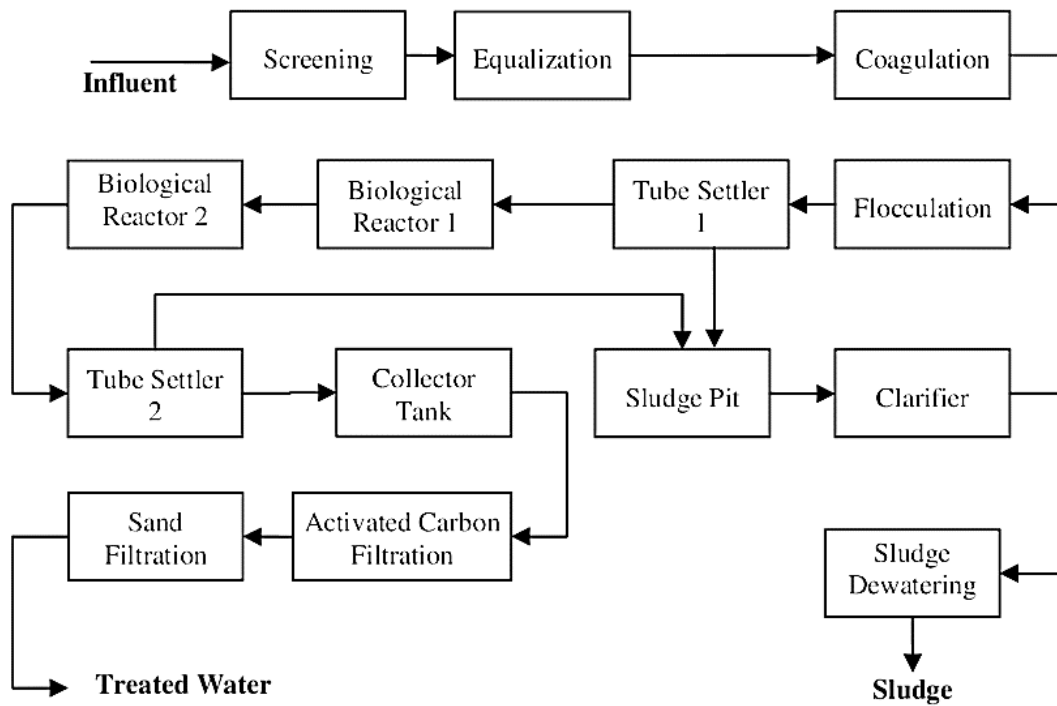 Influent
Screening
Equalization
Coagulation
Biological
Reactor 2
Biological
Reactor 1
Tube Settler
1
Flocculation
Tube Settler
2
Collector
Tank
Sludge Pit
Clarifier
Sand
Filtration
Activated Carbon
Filtration
Sludge
Dewatering
Treated Water
Sludge